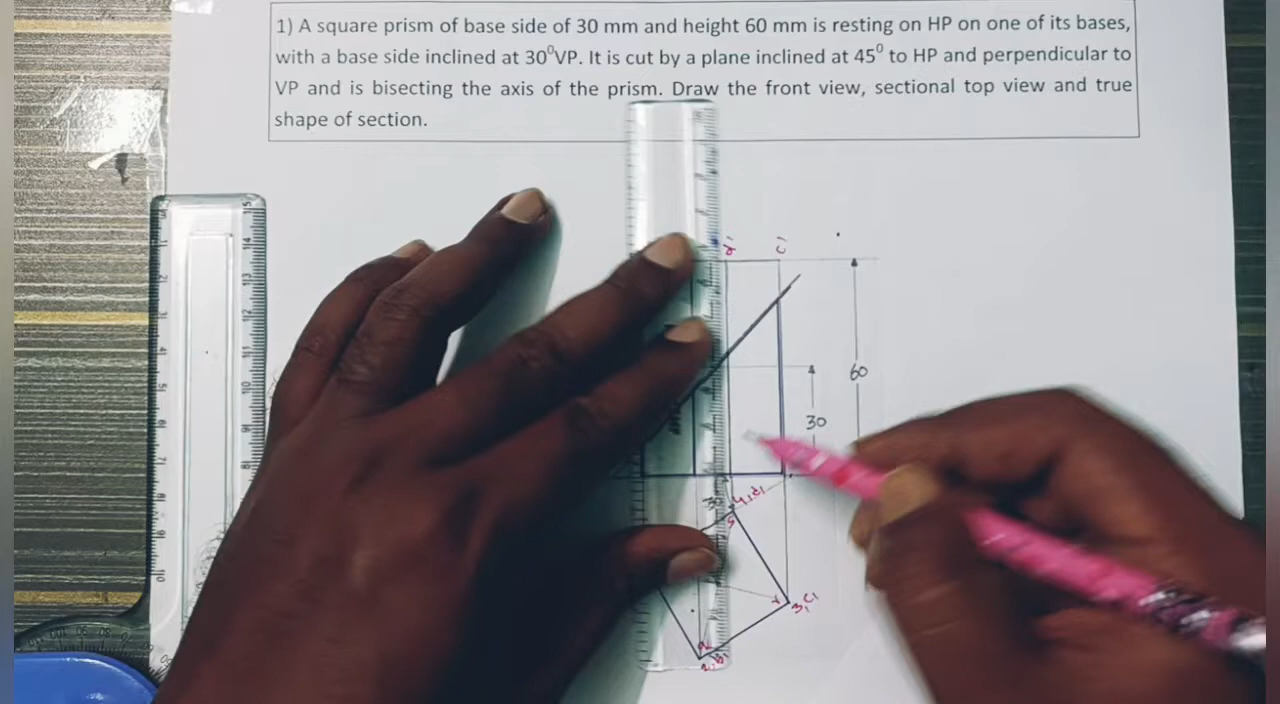 1) A square prism of base side of 30 mm and height 60 mm is resting on HP on one of its bases,
with a base side inclined at 30⁰VP. It is cut by a plane inclined at 45⁰ to HP and perpendicular to
VP and is bisecting the axis of the prism. Draw the front view, sectional top view and true
shape of section.
d' c'
60
30
30